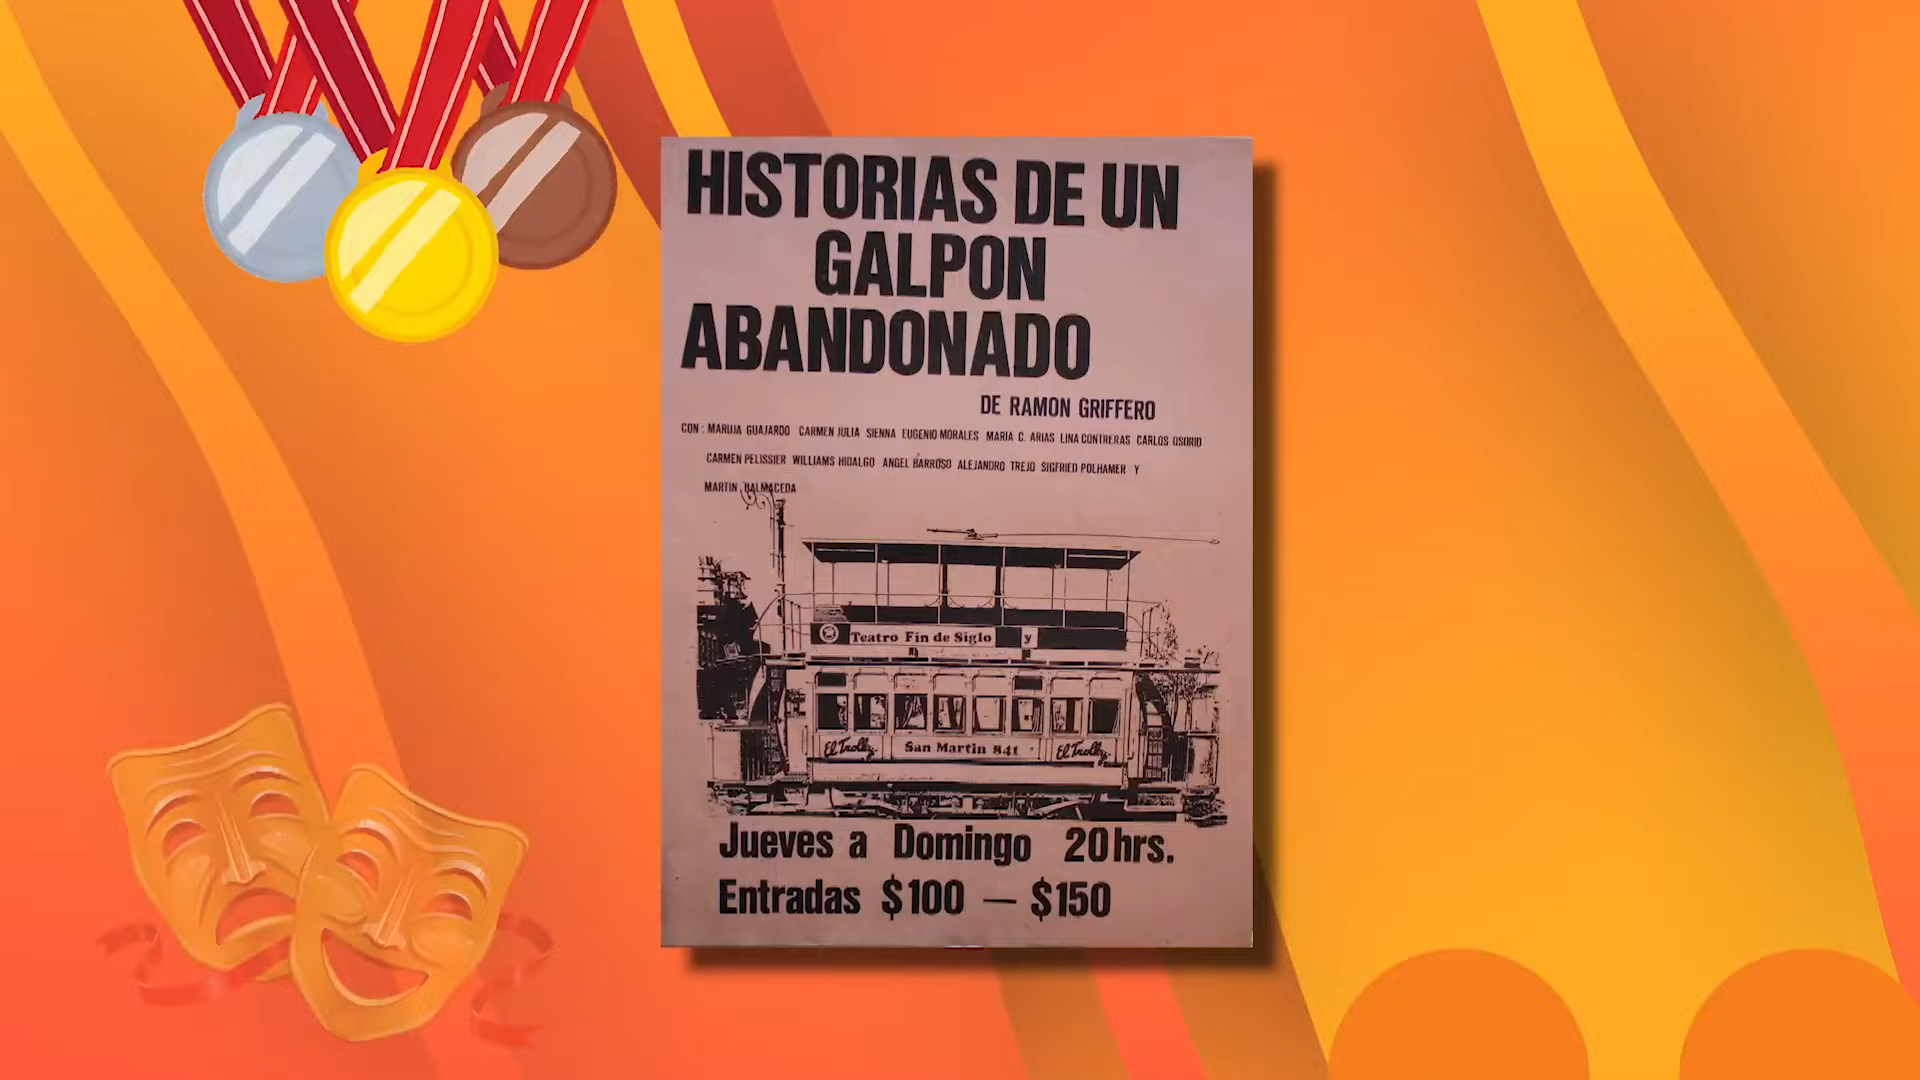 HISTORIAS DE UN
GALPON
ABANDONADO
DE RAMON GRIFFERO
CON: MARUJA GUAJARDO CARMEN JULIA SIENNA EUGENIO MORALES MARIA C. ARIAS LINA CONTRERAS CARLOS OSORIO
CARMEN PELISSIER WILLIAMS HIDALGO ANGEL BARROSO ALEJANDRO TREJO SIGFRIED POLHAMER Y
MARTIN BALMACEDA
Teatro Fin de Siglo y
El Trolley San Martin 841 El Trolley
Jueves a Domingo 20hrs.
Entradas $100 — $150